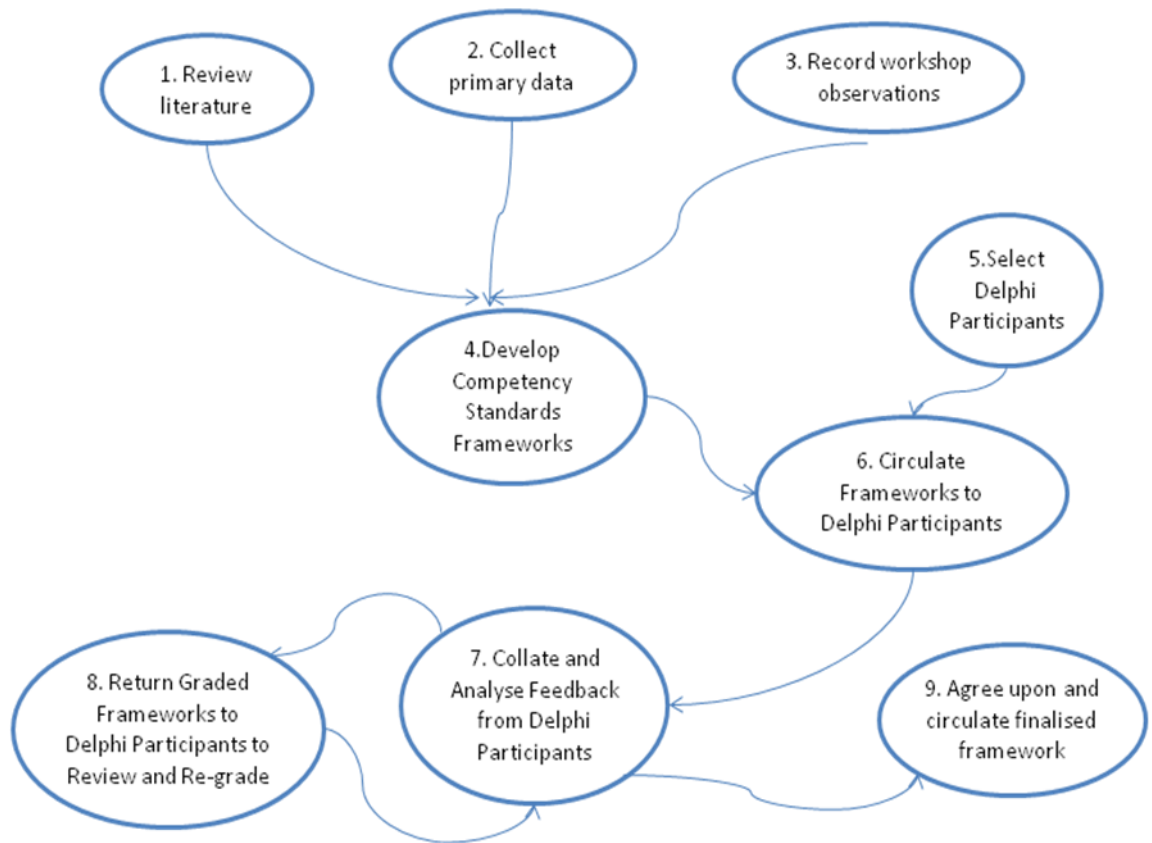 1. Review
literature
2. Collect
primary data
3. Record workshop
observations
4.Develop
Competency
Standards
Frameworks
5.Select
Delphi
Participants
6. Circulate
Frameworks to
Delphi Participants
7. Collate and
Analyse Feedback
from Delphi
Participants
8. Return Graded
Frameworks to
Delphi Participants to
Review and Re-grade
9. Agree upon and
circulate finalised
framework